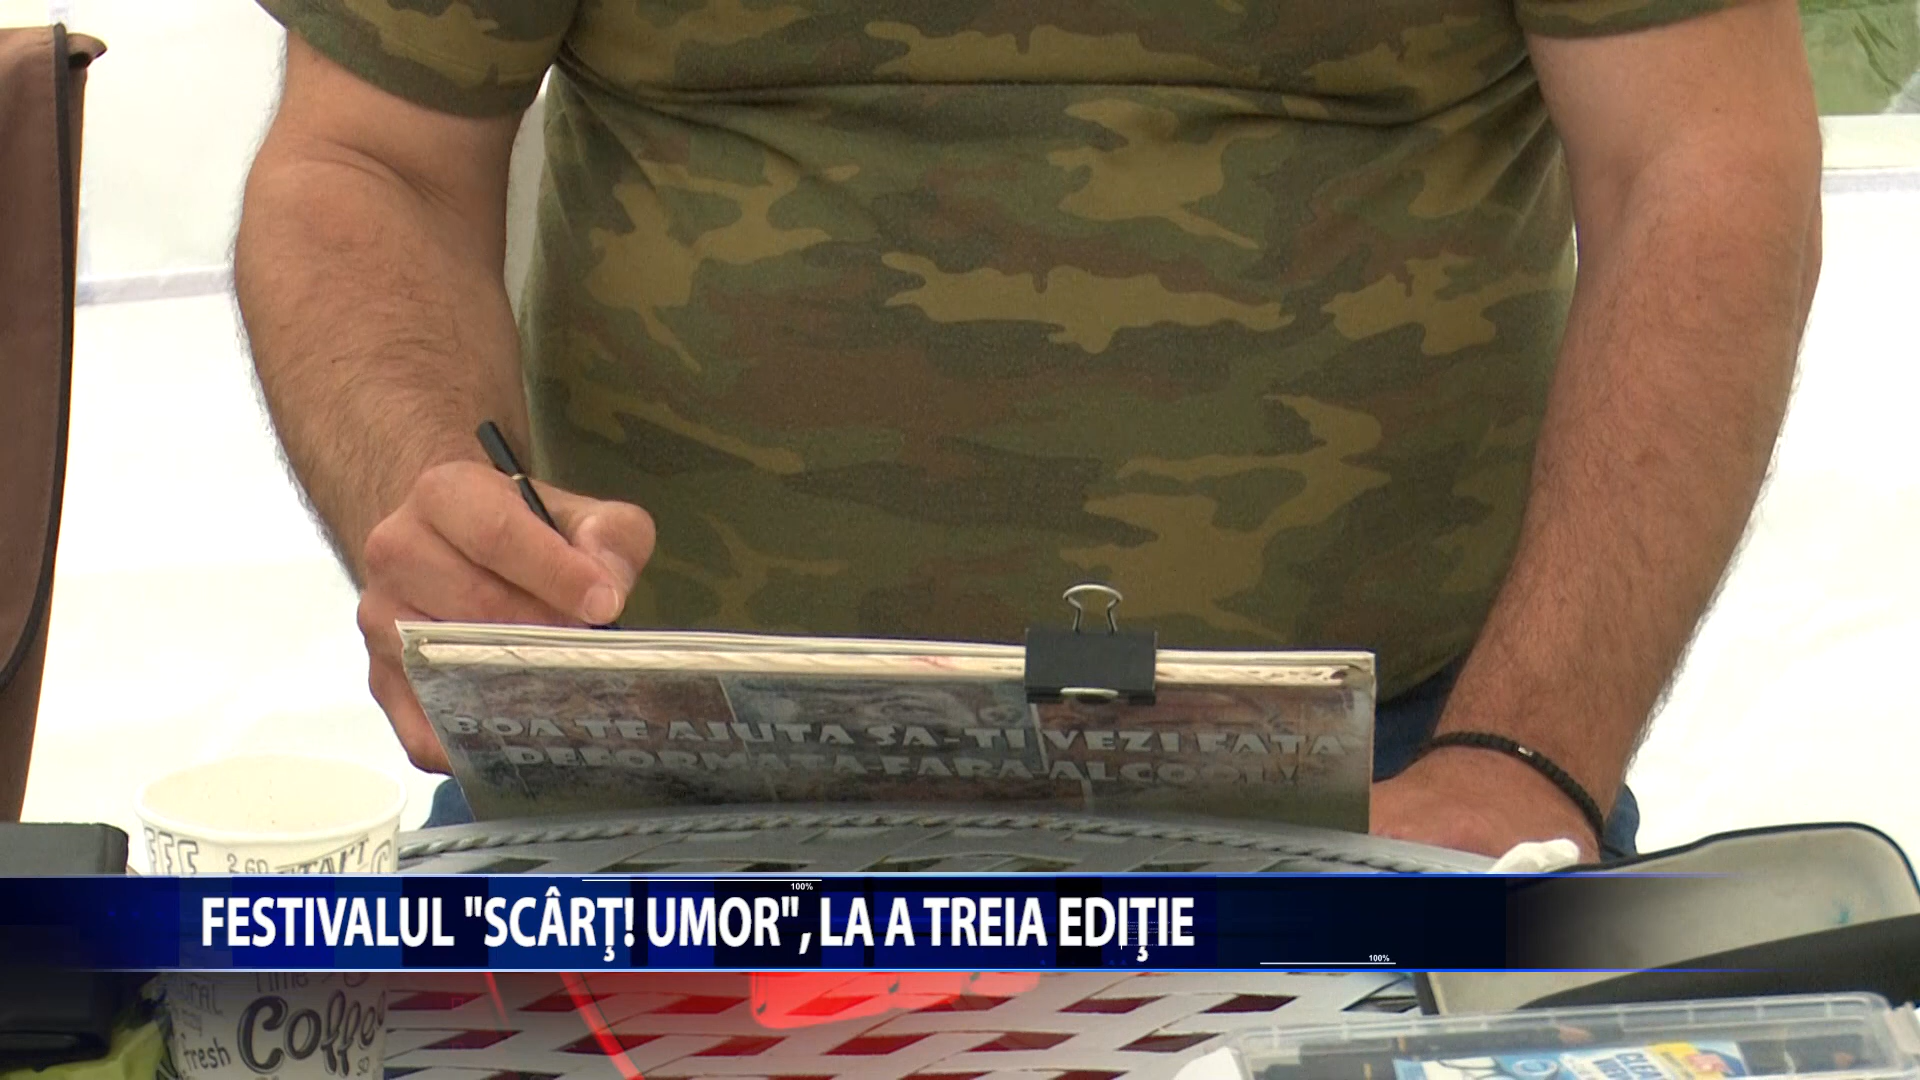 BOA TE AJUTA SA-TI VEZI FATA
DEFORMATA FARA ALCOOL!
100%
FESTIVALUL "SCÂRŢ! UMOR", LA A TREIA EDIŢIE
100%
Time
Coffee
fresh